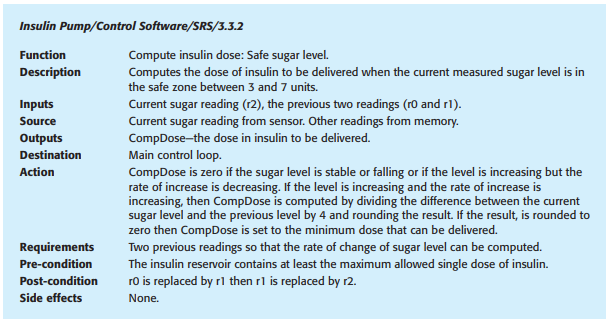 Insulin Pump/Control Software/SRS/3.3.2
Function Compute insulin dose: Safe sugar level.
Description Computes the dose of insulin to be delivered when the current measured sugar level is in
the safe zone between 3 and 7 units.
Inputs Current sugar reading (r2), the previous two readings (r0 and r1).
Source Current sugar reading from sensor. Other readings from memory.
Outputs CompDose—the dose in insulin to be delivered.
Destination Main control loop.
Action CompDose is zero if the sugar level is stable or falling or if the level is increasing but the
rate of increase is decreasing. If the level is increasing and the rate of increase is
increasing, then CompDose is computed by dividing the difference between the current
sugar level and the previous level by 4 and rounding the result. If the result, is rounded to
zero then CompDose is set to the minimum dose that can be delivered.
Requirements Two previous readings so that the rate of change of sugar level can be computed.
Pre-condition The insulin reservoir contains at least the maximum allowed single dose of insulin.
Post-condition r0 is replaced by r1 then r1 is replaced by r2.
Side effects None.